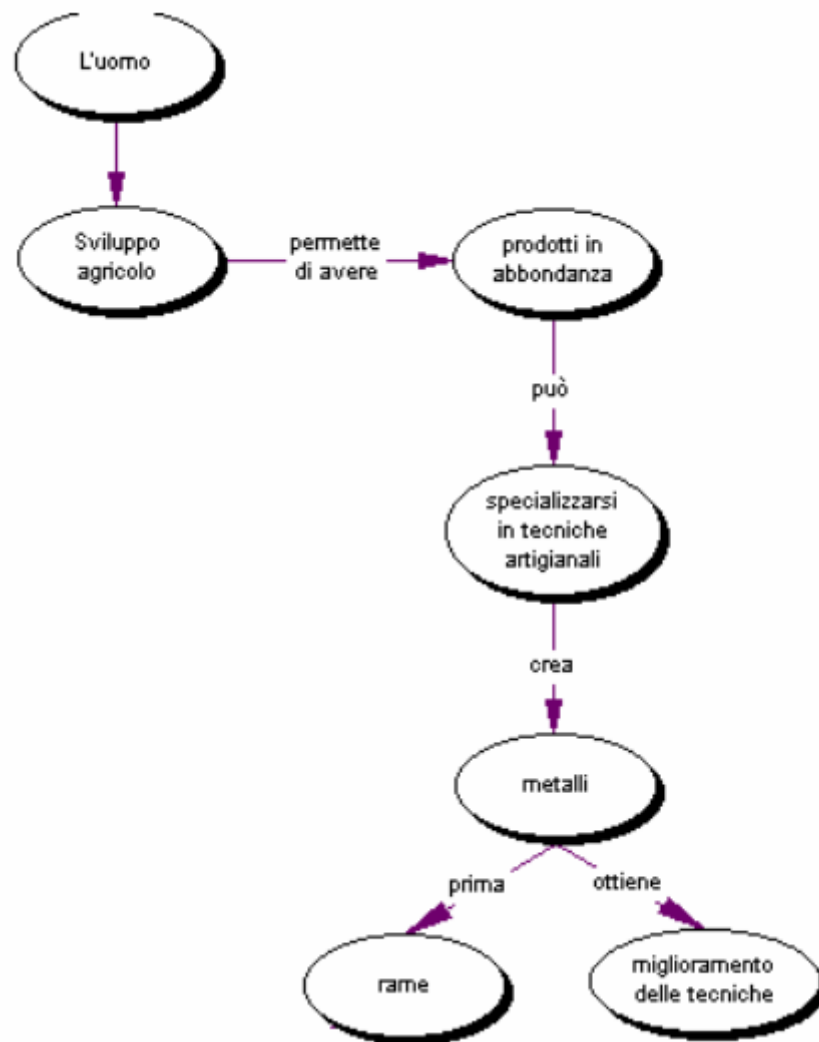 L'uomo
Sviluppo
agricolo
permette
di avere
prodotti in
abbondanza
può
specializzarsi
in tecniche
artigianali
crea
metalli
prima
ottiene
rame
miglioramento
delle tecniche